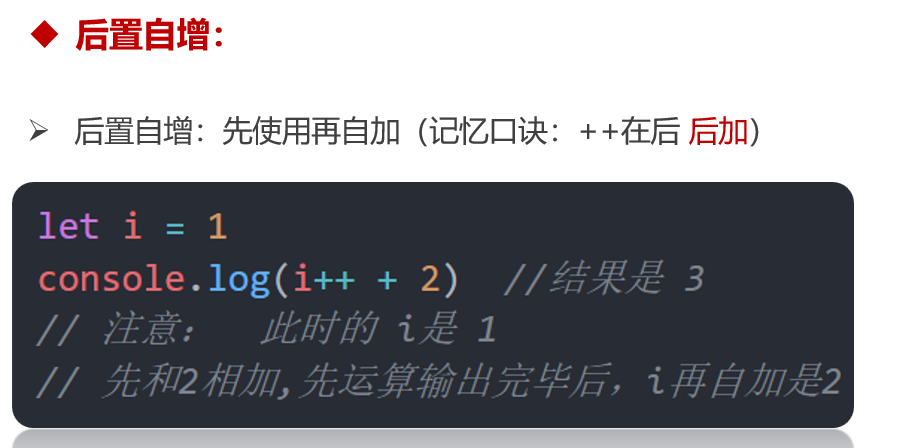 后置自增：
后置自增：先使用再自加（记忆口诀：++在后 后加）
let i = 1
console.log(i++ + 2)  //结果是 3
// 注意：  此时的 i是 1
// 先和2相加,先运算输出完毕后，i再自加是2